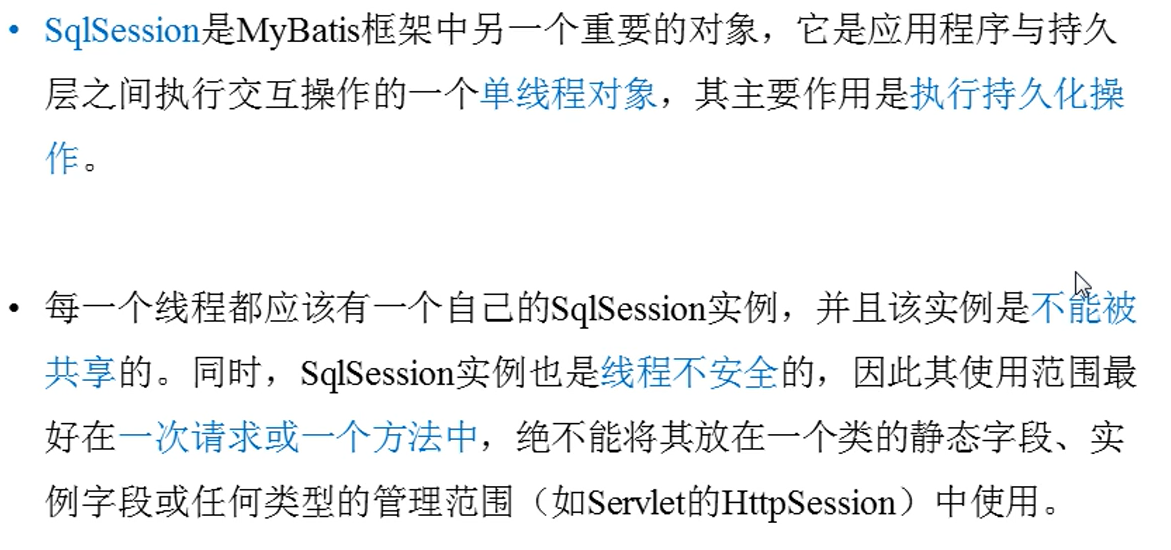 • SqlSession是MyBatis框架中另一个重要的对象，它是应用程序与持久
层之间执行交互操作的一个单线程对象，其主要作用是执行持久化操
作。
• 每一个线程都应该有一个自己的SqlSession实例，并且该实例是不能被
共享的。同时，SqlSession实例也是线程不安全的，因此其使用范围最
好在一次请求或一个方法中，绝不能将其放在一个类的静态字段、实
例字段或任何类型的管理范围（如Servlet的HttpSession）中使用。